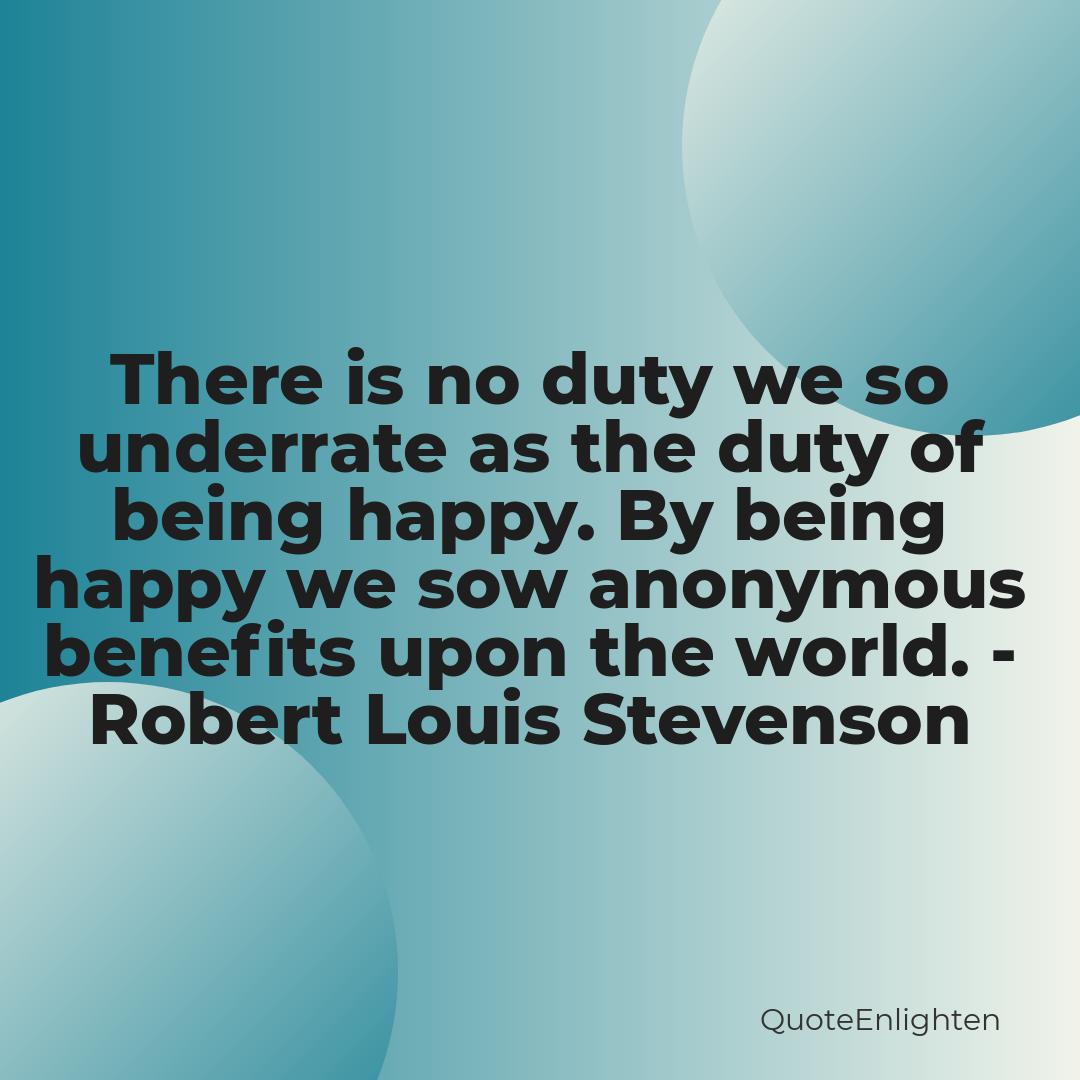 There is no duty we so
underrate as the duty of
being happy. By being
happy we sow anonymous
benefits upon the world. -
Robert Louis Stevenson
QuoteEnlighten